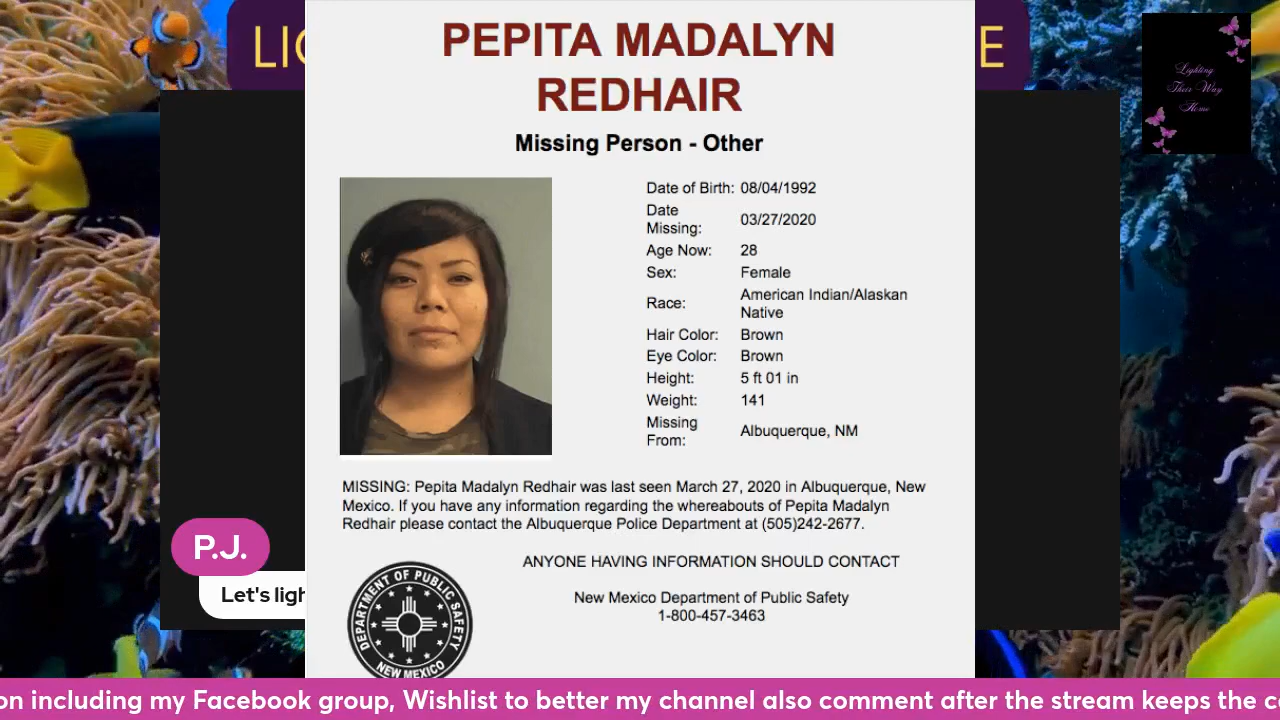 LIG
E
Lighting
Their Way
Home
PEPITA MADALYN
REDHAIR
Missing Person - Other
Date of Birth: 08/04/1992
Date
Missing: 03/27/2020
Age Now: 28
Sex: Female
Race: American Indian/Alaskan
Native
Hair Color: Brown
Eye Color: Brown
Height: 5 ft 01 in
Weight: 141
Missing
From: Albuquerque, NM
MISSING: Pepita Madalyn Redhair was last seen March 27, 2020 in Albuquerque, New
Mexico. If you have any information regarding the whereabouts of Pepita Madalyn
Redhair please contact the Albuquerque Police Department at (505)242-2677.
ANYONE HAVING INFORMATION SHOULD CONTACT
New Mexico Department of Public Safety
1-800-457-3463
DEPARTMENT OF PUBLIC SAFETY
NEW MEXICO
P.J.
Let's ligh
on including my Facebook group, Wishlist to better my channel also comment after the stream keeps the c